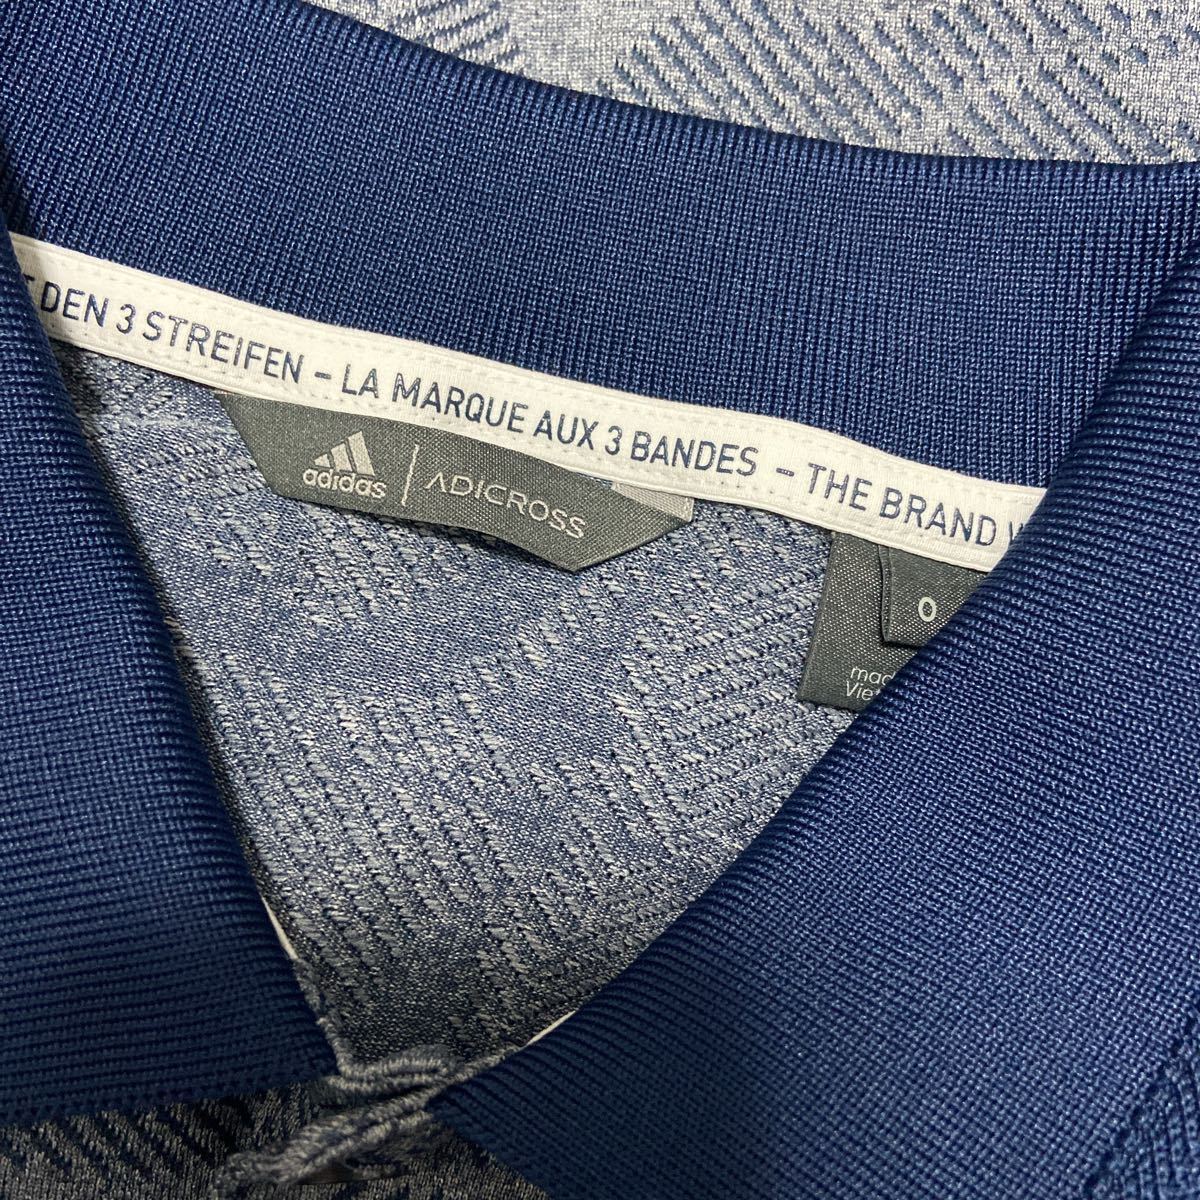 DEN 3 STREIFEN – LA MARQUE AUX 3 BANDES – THE BRAND
adidas | ADICROSS
O